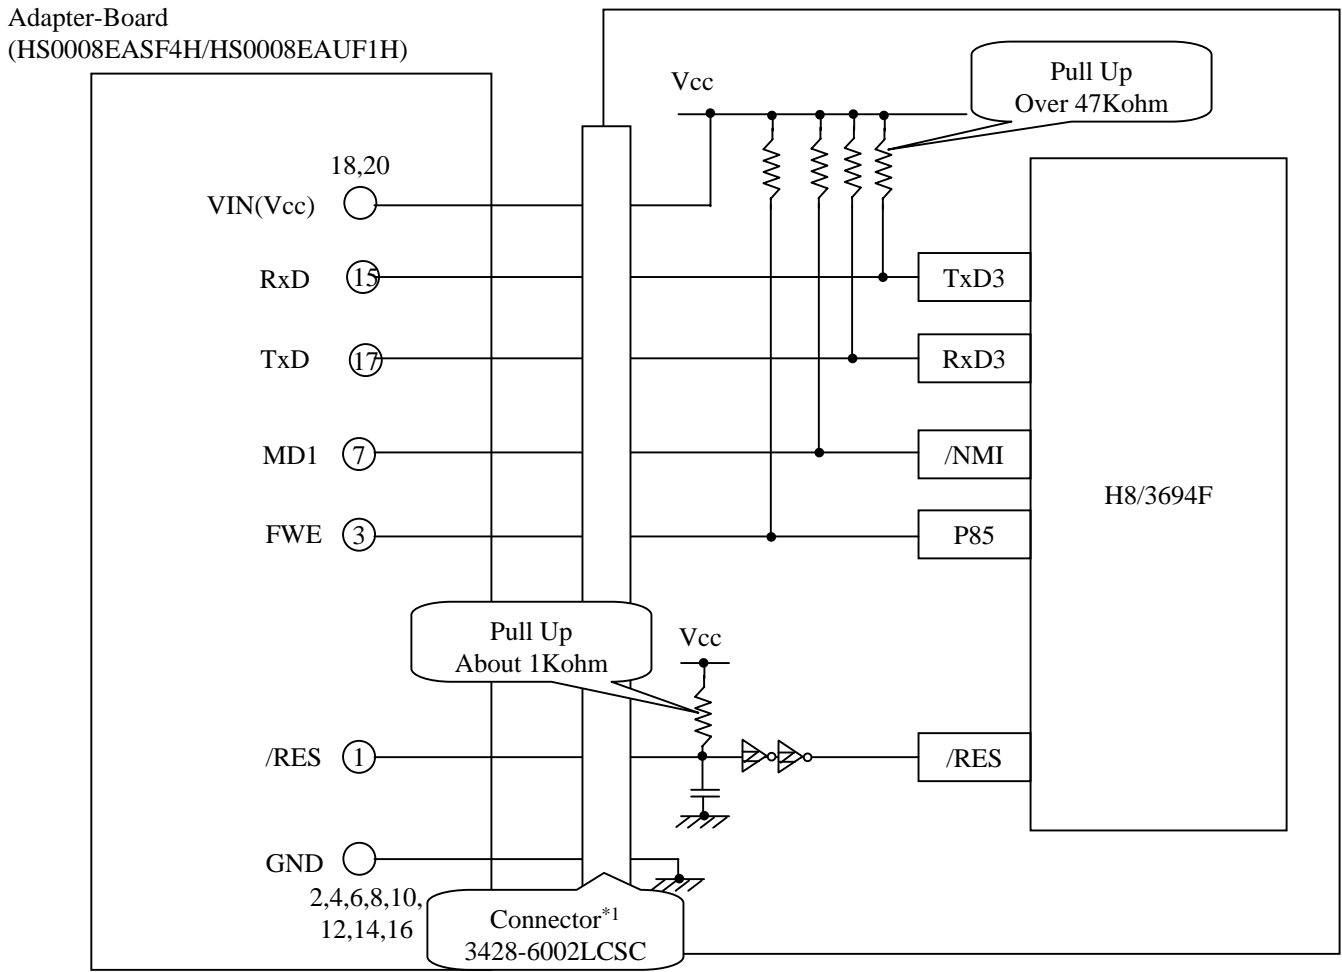 Adapter-Board
(HS0008EASF4H/HS0008EAUF1H)
Vcc
Pull Up
Over 47Kohm
18,20
VIN(Vcc)
RxD 15 TxD3
TxD 17 RxD3
MD1 7 /NMI
H8/3694F
FWE 3 P85
Pull Up
About 1Kohm
Vcc
/RES 1 /RES
GND
2,4,6,8,10,
12,14,16
Connector*1
3428-6002LCSC